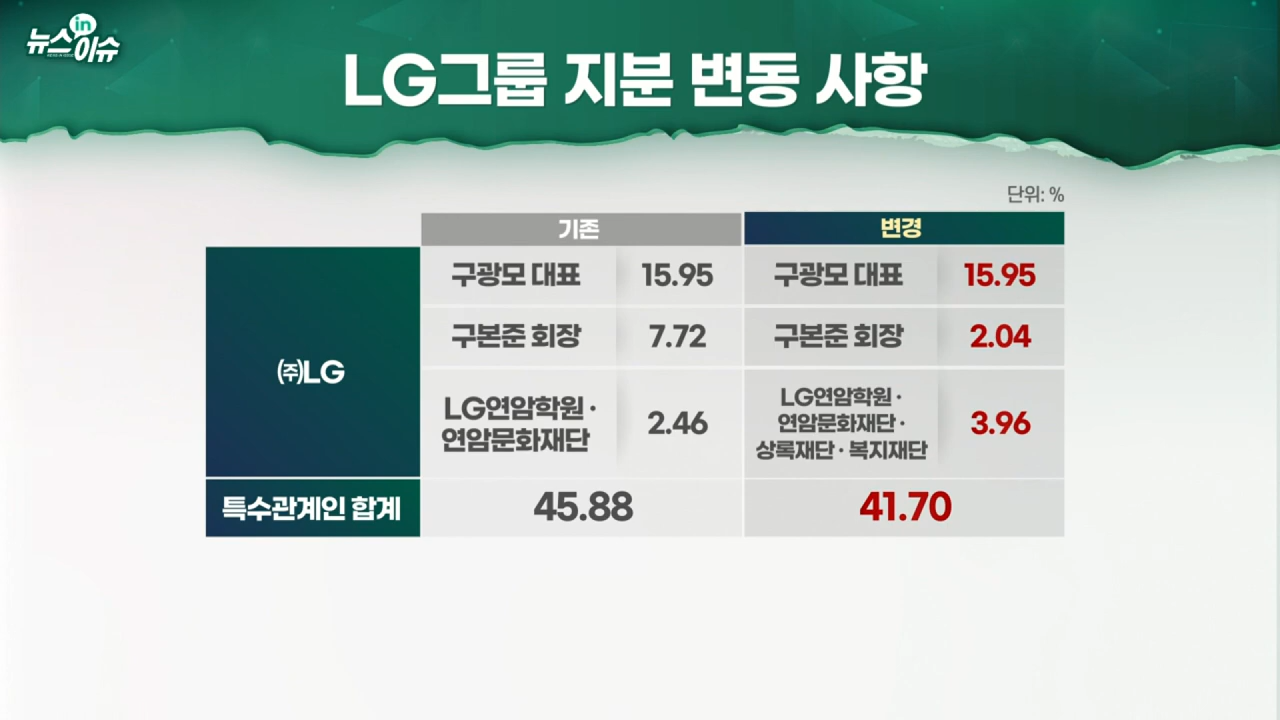 뉴스in이슈
LG그룹 지분 변동 사항
단위: %
기존 변경
구광모 대표 15.95 구광모 대표 15.95
구본준 회장 7.72 구본준 회장 2.04
㈜LG
LG연암학원·
연암문화재단
2.46
LG연암학원·
연암문화재단·
상록재단·복지재단
3.96
특수관계인 합계 45.88 41.70